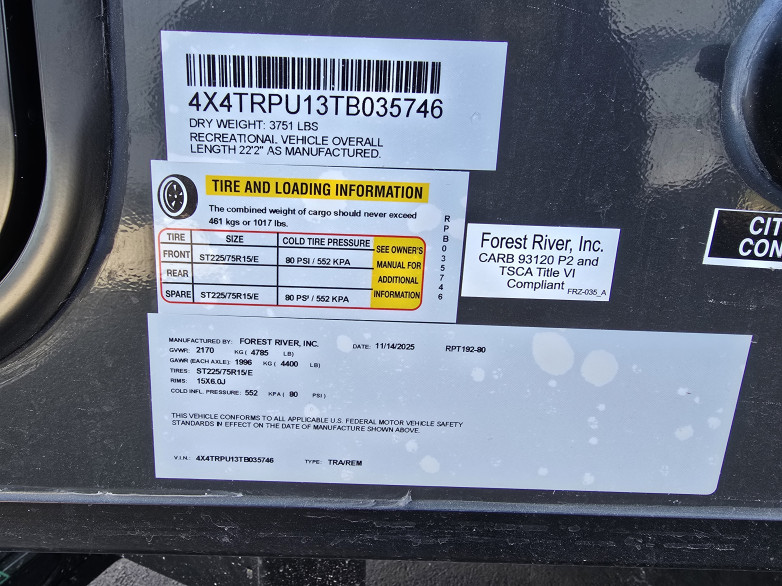 4X4TRPU13TB035746
DRY WEIGHT: 3751 LBS
RECREATIONAL VEHICLE OVERALL
LENGTH 22'2" AS MANUFACTURED.
TIRE AND LOADING INFORMATION
The combined weight of cargo should never exceed
461 kgs or 1017 lbs.
TIRE SIZE COLD TIRE PRESSURE SEE OWNER'S
FRONT ST225/75R15/E 80 PSI / 552 KPA MANUAL FOR
REAR ADDITIONAL
SPARE ST225/75R15/E 80 PSI / 552 KPA INFORMATION
RPB035746
Forest River, Inc.
CARB 93120 P2 and
TSCA Title VI
Compliant
FRZ-035_A
CIT
CON
MANUFACTURED BY: FOREST RIVER, INC. DATE: 11/14/2025 RPT192-80
GVWR: 2170 KG ( 4785 LB)
GAWR (EACH AXLE): 1996 KG ( 4400 LB)
TIRES: ST225/75R15/E
RIMS: 15X6.0J
COLD INFL. PRESSURE: 552 KPA ( 80 PSI )
THIS VEHICLE CONFORMS TO ALL APPLICABLE U.S. FEDERAL MOTOR VEHICLE SAFETY
STANDARDS IN EFFECT ON THE DATE OF MANUFACTURE SHOWN ABOVE.
V.I.N.: 4X4TRPU13TB035746 TYPE: TRA/REM